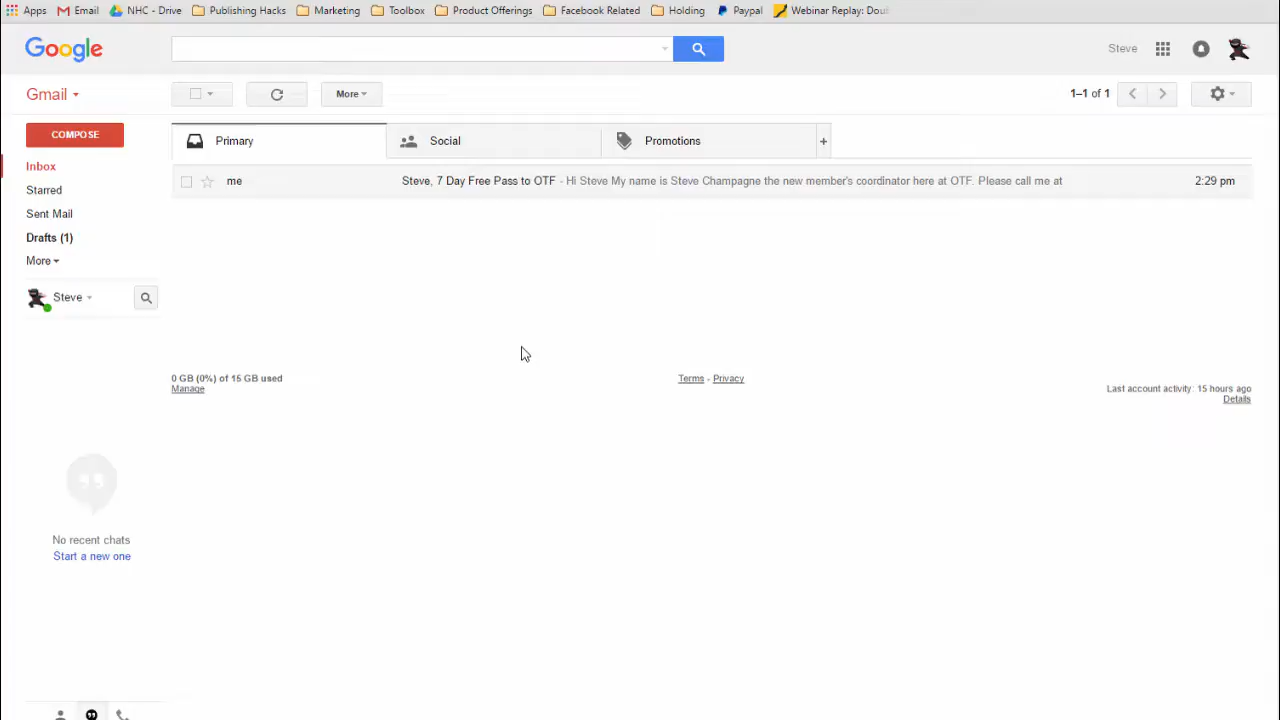 Apps Email NHC - Drive Publishing Hacks Marketing Toolbox Product Offerings Facebook Related Holding Paypal Webinar Replay: Dou
Google
Steve
Gmail
More
1–1 of 1
COMPOSE
Primary
Social
Promotions
+
Inbox
me
Steve, 7 Day Free Pass to OTF - Hi Steve My name is Steve Champagne the new member's coordinator here at OTF. Please call me at
2:29 pm
Starred
Sent Mail
Drafts (1)
More
Steve
0 GB (0%) of 15 GB used
Manage
Terms - Privacy
Last account activity: 15 hours ago
Details
No recent chats
Start a new one